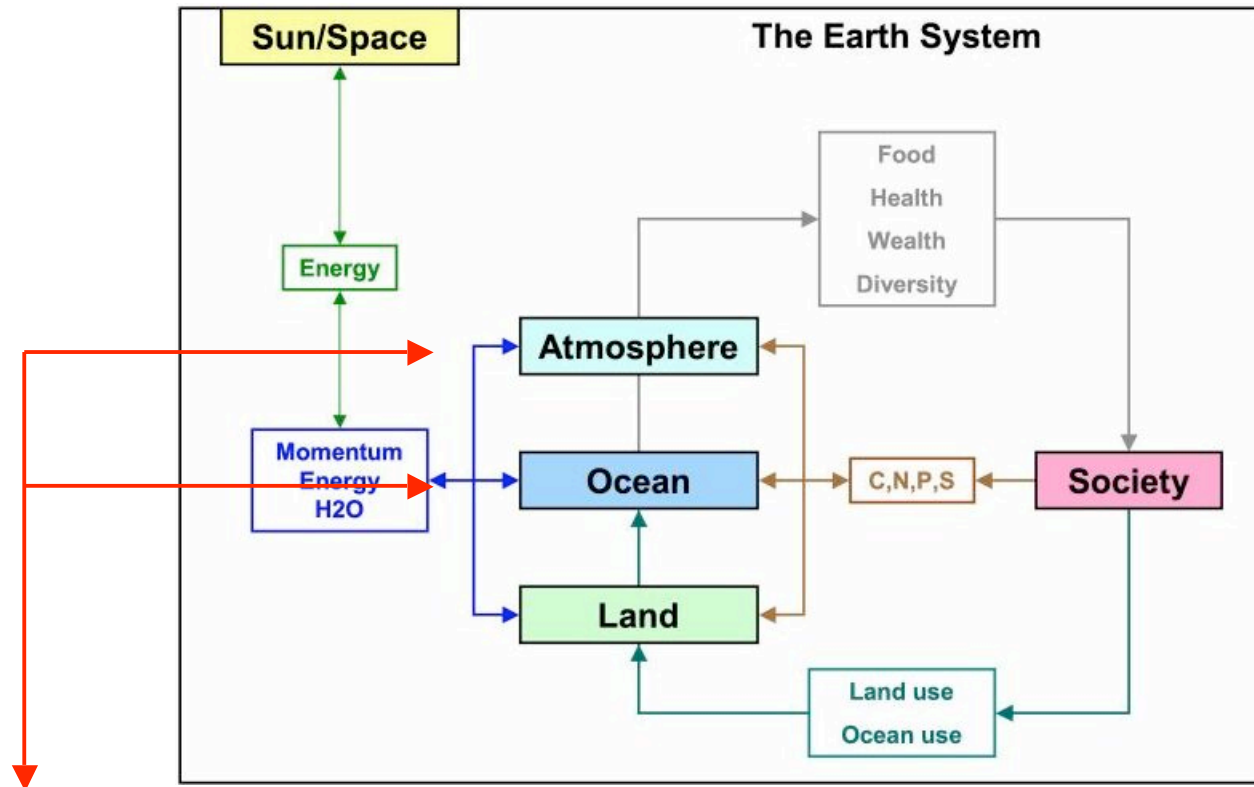 Sun/Space
The Earth System
Food
Health
Wealth
Diversity
Energy
Atmosphere
Momentum
Energy
H2O
Ocean
C,N,P,S
Society
Land
Land use
Ocean use